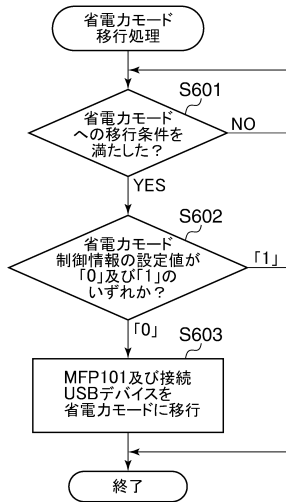 省電力モード
移行処理
S601
省電力モード
への移行条件を
満たした？
NO
YES
S602
省電力モード
制御情報の設定値が
｢0｣及び｢1｣の
いずれか？
｢1｣
｢0｣
S603
MFP101及び接続
USBデバイスを
省電力モードに移行
終了